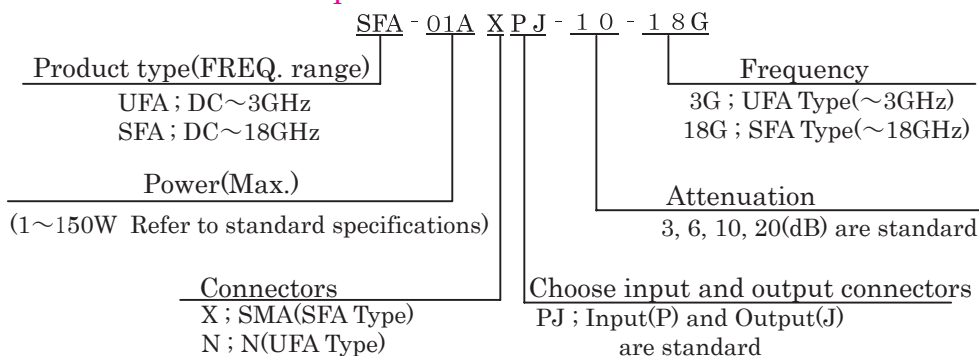 SFA - 01A X P J - 1 0 - 1 8 G
Product type(FREQ. range)
UFA ; DC～3GHz
SFA ; DC～18GHz
Frequency
3G ; UFA Type(～3GHz)
18G ; SFA Type(～18GHz)
Power(Max.)
(1～150W Refer to standard specifications)
Attenuation
3, 6, 10, 20(dB) are standard
Connectors
X ; SMA(SFA Type)
N ; N(UFA Type)
Choose input and output connectors
PJ ; Input(P) and Output(J)
are standard